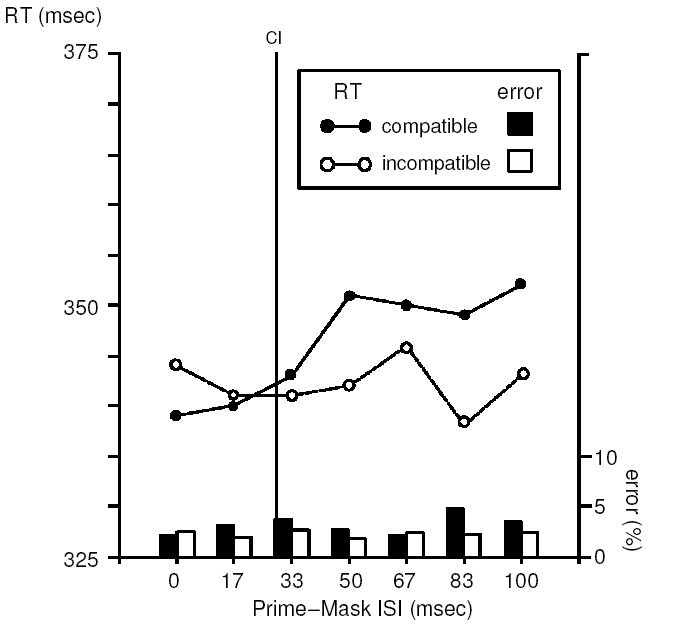 RT (msec)
375
CI
RT error
compatible
incompatible
350
10
5
0
error (%)
325
0 17 33 50 67 83 100
Prime−Mask ISI (msec)